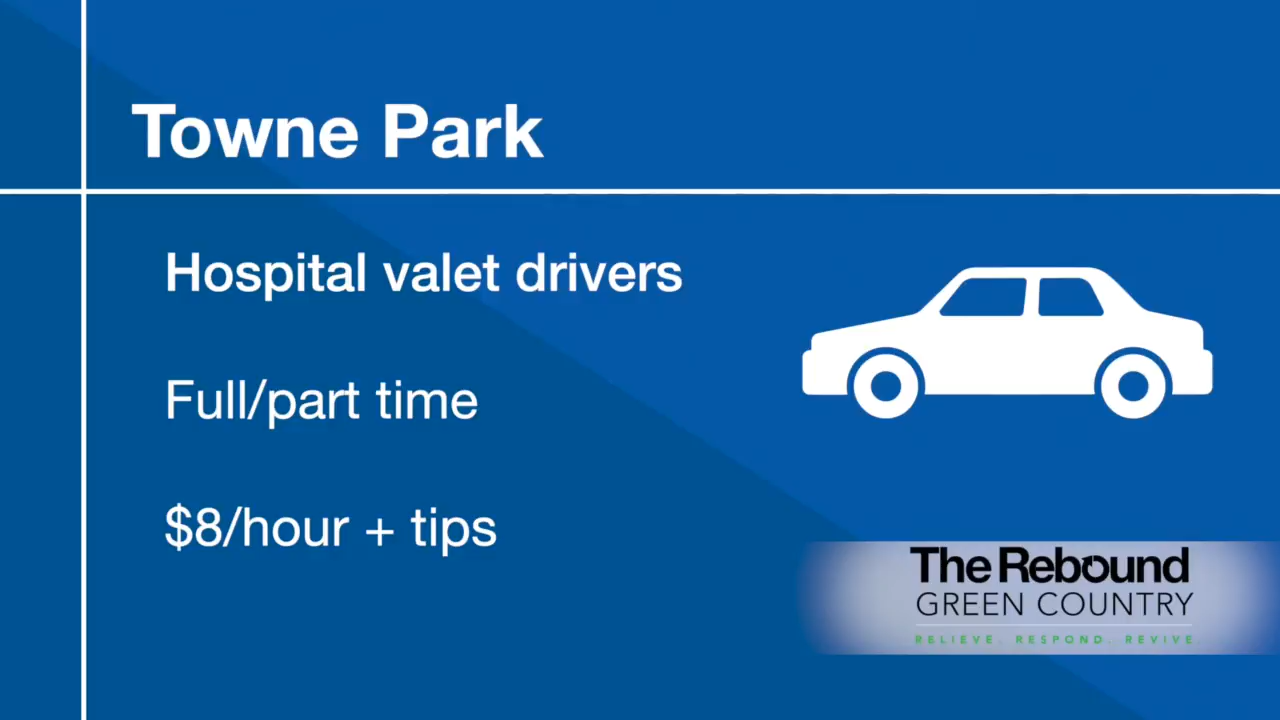 Towne Park
Hospital valet drivers
Full/part time
$8/hour + tips
The Rebound
GREEN COUNTRY
RELIEVE. RESPOND. REVIVE.